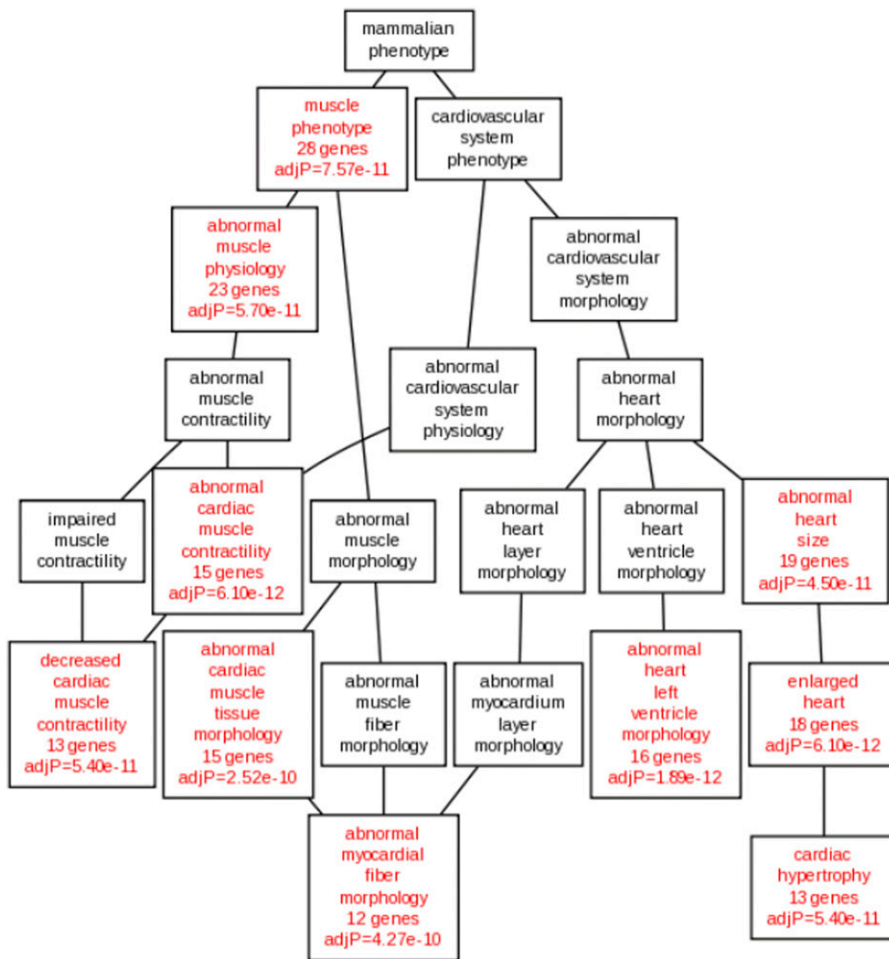 mammalian
phenotype
muscle
phenotype
28 genes
adjP=7.57e-11
cardiovascular
system
phenotype
abnormal
muscle
physiology
23 genes
adjP=5.70e-11
abnormal
cardiovascular
system
morphology
abnormal
muscle
contractility
abnormal
cardiovascular
system
physiology
abnormal
heart
morphology
impaired
muscle
contractility
abnormal
cardiac
muscle
contractility
15 genes
adjP=6.10e-12
abnormal
muscle
morphology
abnormal
heart
layer
morphology
abnormal
heart
ventricle
morphology
abnormal
heart
size
19 genes
adjP=4.50e-11
decreased
cardiac
muscle
contractility
13 genes
adjP=5.40e-11
abnormal
cardiac
muscle
tissue
morphology
15 genes
adjP=2.52e-10
abnormal
muscle
fiber
morphology
abnormal
myocardium
layer
morphology
abnormal
heart
left
ventricle
morphology
16 genes
adjP=1.89e-12
enlarged
heart
18 genes
adjP=6.10e-12
abnormal
myocardial
fiber
morphology
12 genes
adjP=4.27e-10
cardiac
hypertrophy
13 genes
adjP=5.40e-11